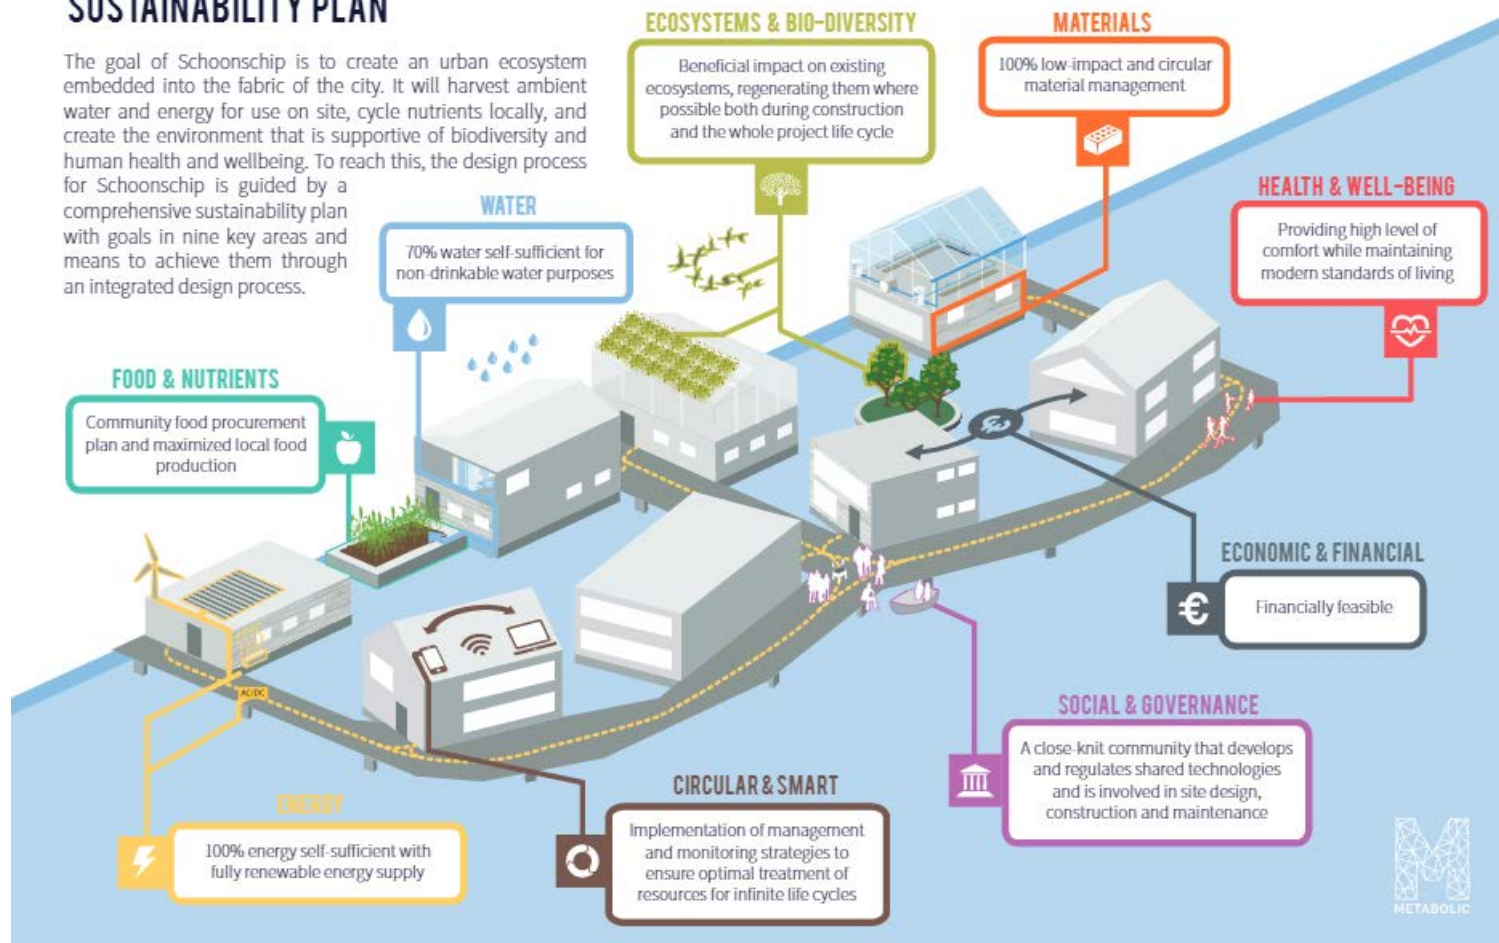 SUSTAINABILITY PLAN
The goal of Schoonschip is to create an urban ecosystem
embedded into the fabric of the city. It will harvest ambient
water and energy for use on site, cycle nutrients locally, and
create the environment that is supportive of biodiversity and
human health and wellbeing. To reach this, the design process
for Schoonschip is guided by a
comprehensive sustainability plan
with goals in nine key areas and
means to achieve them through
an integrated design process.
ECOSYSTEMS & BIO-DIVERSITY
Beneficial impact on existing
ecosystems, regenerating them where
possible both during construction
and the whole project life cycle
MATERIALS
100% low-impact and circular
material management
HEALTH & WELL-BEING
Providing high level of
comfort while maintaining
modern standards of living
WATER
70% water self-sufficient for
non-drinkable water purposes
FOOD & NUTRIENTS
Community food procurement
plan and maximized local food
production
ECONOMIC & FINANCIAL
€
Financially feasible
AC/DC
SOCIAL & GOVERNANCE
A close-knit community that develops
and regulates shared technologies
and is involved in site design,
construction and maintenance
CIRCULAR & SMART
Implementation of management
and monitoring strategies to
ensure optimal treatment of
resources for infinite life cycles
ENERGY
100% energy self-sufficient with
fully renewable energy supply
METABOLIC